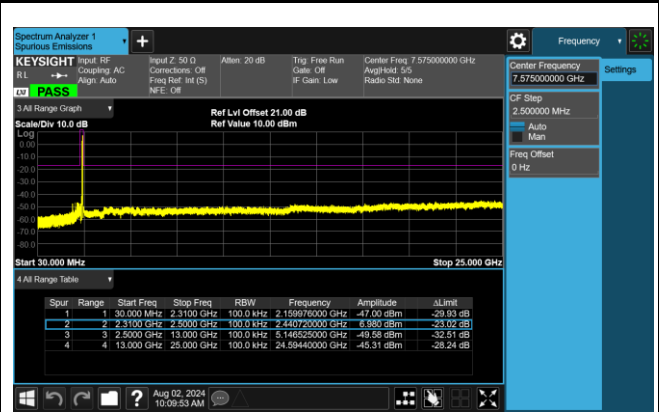 Spectrum Analyzer 1
Spurious Emissions
+
Frequency
KEYSIGHT
R L
LXI
PASS
Input: RF
Coupling: AC
Align: Auto
Input Z: 50 Ω
Corrections: Off
Freq Ref: Int (S)
NFE: Off
Atten: 20 dB
Trig: Free Run
Gate: Off
IF Gain: Low
Center Freq: 7.575000000 GHz
Avg|Hold: 5/5
Radio Std: None
Center Frequency
7.575000000 GHz
Settings
CF Step
2.500000 MHz
Auto
Man
Freq Offset
0 Hz
3 All Range Graph
Scale/Div 10.0 dB
Ref Lvl Offset 21.00 dB
Ref Value 10.00 dBm
Log
0.00
-10.0
-20.0
-30.0
-40.0
-50.0
-60.0
-70.0
-80.0
Start 30.000 MHz
Stop 25.000 GHz
4 All Range Table
Spur Range Start Freq Stop Freq RBW Frequency Amplitude ΔLimit
1 1 30.000 MHz 2.3100 GHz 100.0 kHz 2.159976000 GHz -47.00 dBm -29.93 dB
2 2 2.3100 GHz 2.5000 GHz 100.0 kHz 2.440720000 GHz 6.980 dBm -23.02 dB
3 3 2.5000 GHz 13.000 GHz 100.0 kHz 5.146525000 GHz -49.58 dBm -32.51 dB
4 4 13.000 GHz 25.000 GHz 100.0 kHz 24.59440000 GHz -45.31 dBm -28.24 dB
?
Aug 02, 2024
10:09:53 AM